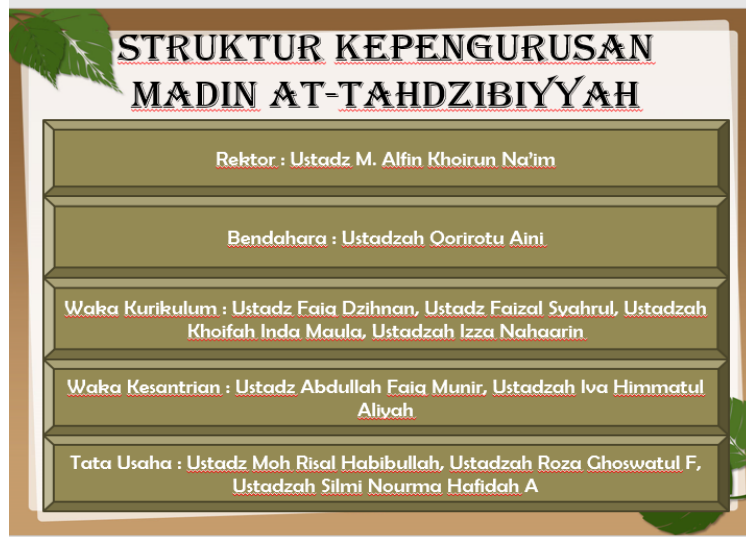 STRUKTUR KEPENGURUSAN
MADIN AT-TAHDZIBIYYAH
Rektor : Ustadz M. Alfin Khoirun Na'im
Bendahara : Ustadzah Qorirotu Aini
Waka Kurikulum : Ustadz Faiq Dzihnan, Ustadz Faizal Syahrul, Ustadzah
Khoifah Inda Maula, Ustadzah Izza Nahaarin
Waka Kesantrian : Ustadz Abdullah Faiq Munir, Ustadzah Iva Himmatul
Aliyah
Tata Usaha : Ustadz Moh Risal Habibullah, Ustadzah Roza Ghoswatul F,
Ustadzah Silmi Nourma Hafidah A